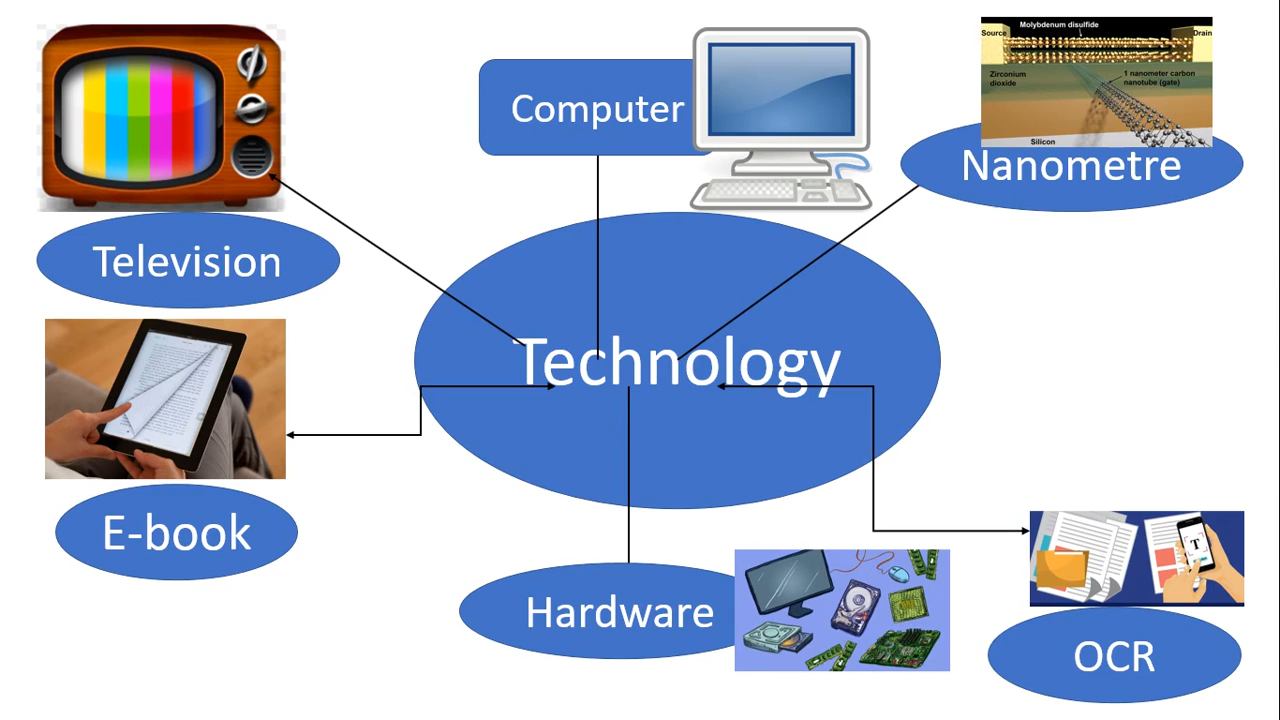 Molybdenum disulfide
Source
Drain
Zirconium
dioxide
1 nanometer carbon
nanotube (gate)
Silicon
Computer
Nanometre
Television
Technology
E-book
Hardware
T
OCR